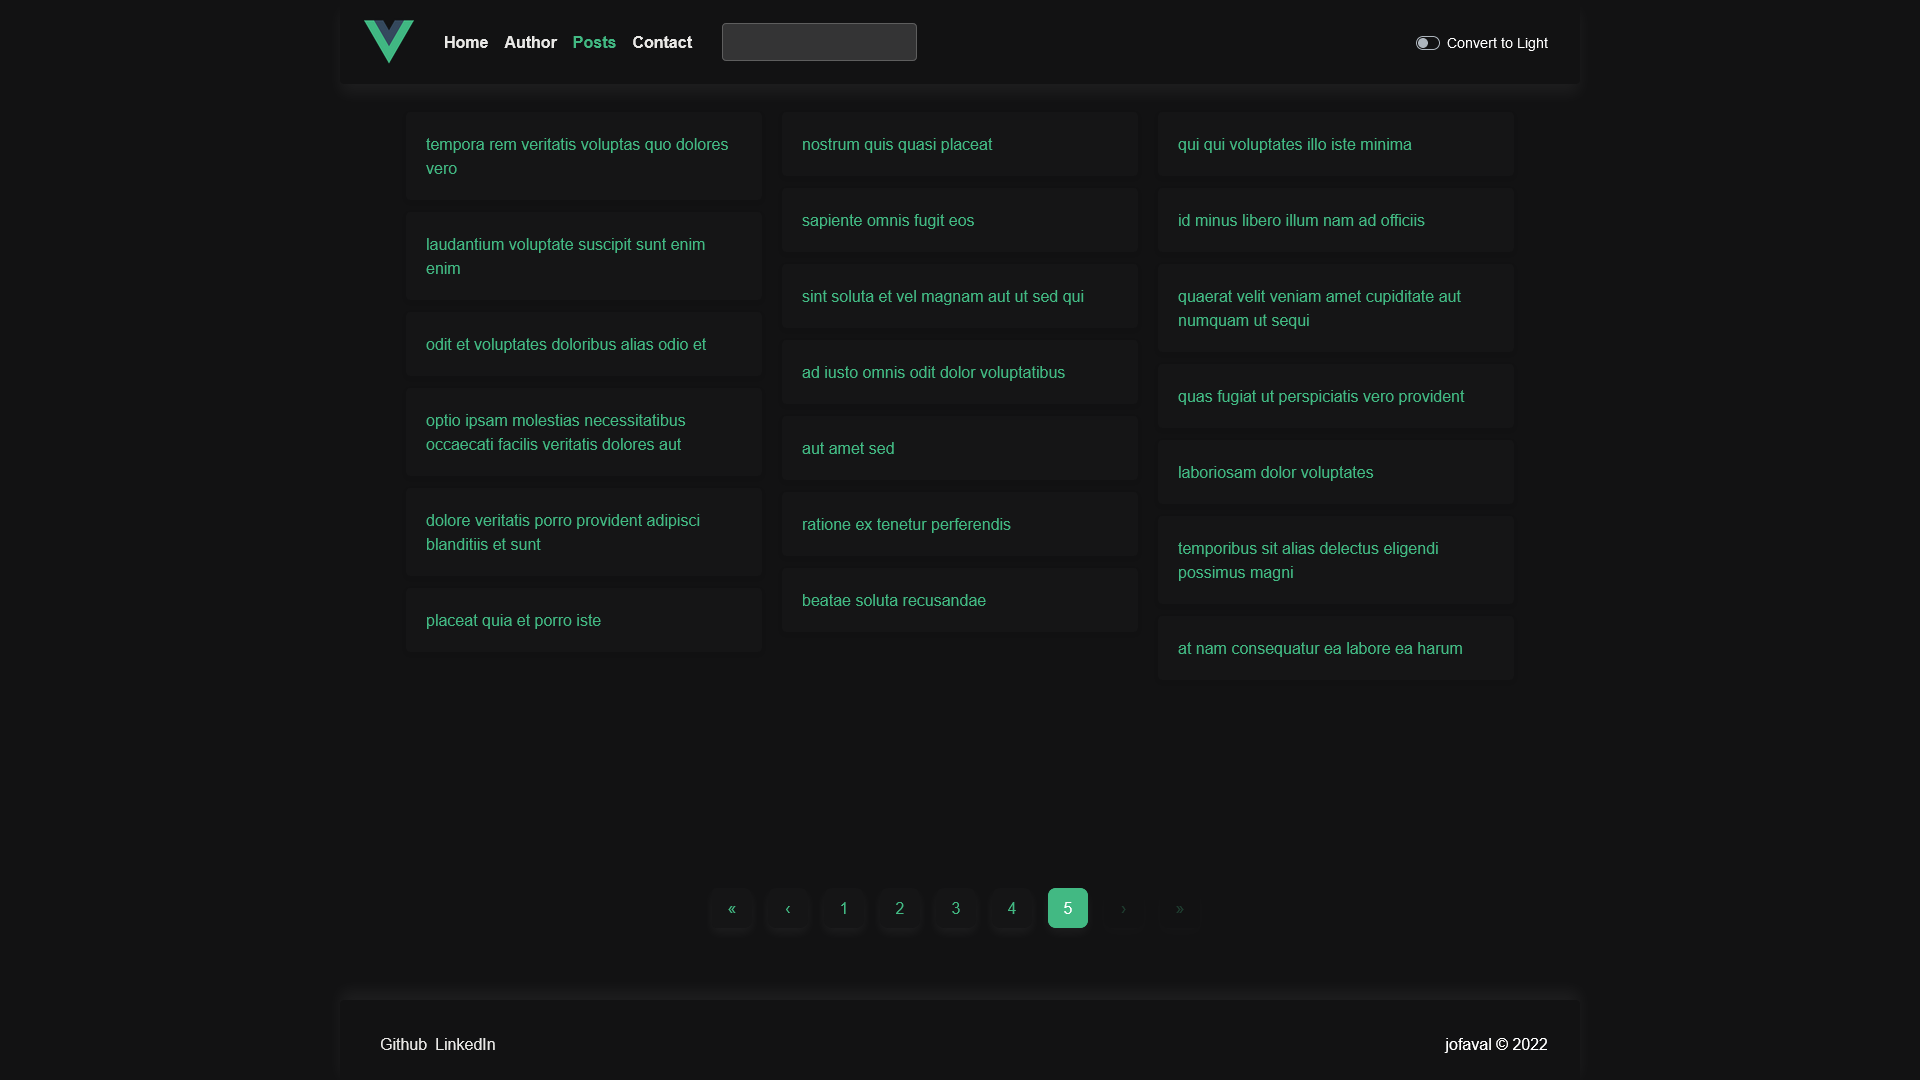 Home Author Posts Contact
Convert to Light
tempora rem veritatis voluptas quo dolores
vero
laudantium voluptate suscipit sunt enim
enim
odit et voluptates doloribus alias odio et
optio ipsam molestias necessitatibus
occaecati facilis veritatis dolores aut
dolore veritatis porro provident adipisci
blanditiis et sunt
placeat quia et porro iste
nostrum quis quasi placeat
sapiente omnis fugit eos
sint soluta et vel magnam aut ut sed qui
ad iusto omnis odit dolor voluptatibus
aut amet sed
ratione ex tenetur perferendis
beatae soluta recusandae
qui qui voluptates illo iste minima
id minus libero illum nam ad officiis
quaerat velit veniam amet cupiditate aut
numquam ut sequi
quas fugiat ut perspiciatis vero provident
laboriosam dolor voluptates
temporibus sit alias delectus eligendi
possimus magni
at nam consequatur ea labore ea harum
« ‹ 1 2 3 4 5 › »
Github LinkedIn
jofaval © 2022